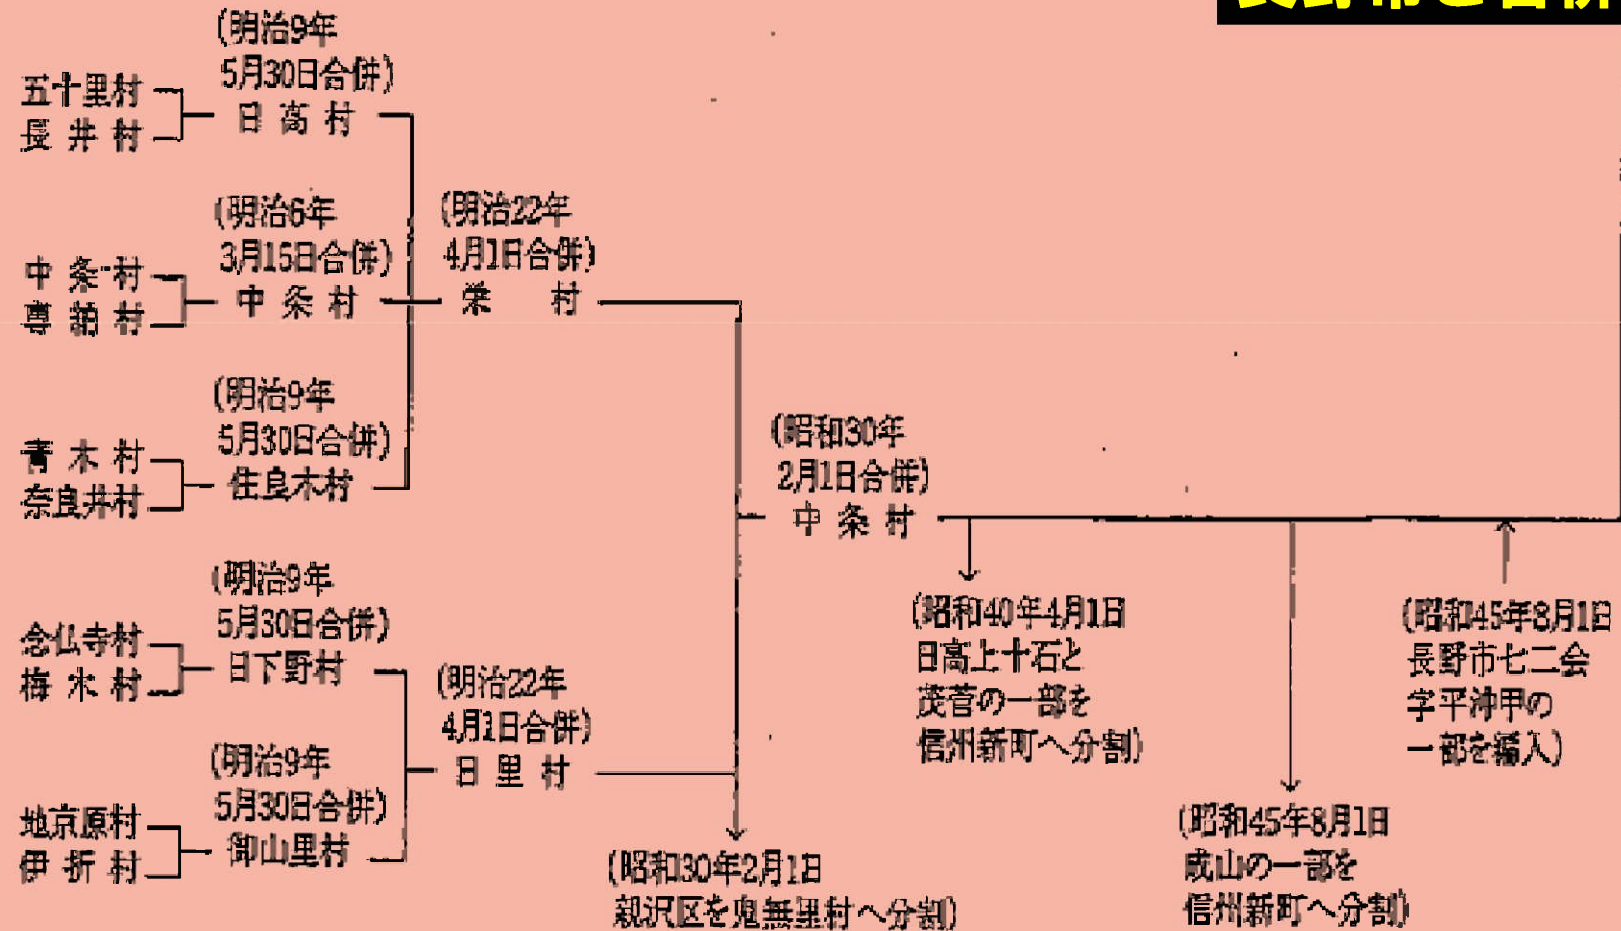 長野市と合併
(明治9年
5月30日合併)
五十里村
長井村
日高村
(明治6年
3月15日合併)
中条村
専納村
中条村
(明治22年
4月1日合併)
栄村
(明治9年
5月30日合併)
青木村
奈良井村
住良木村
(明治9年
5月30日合併)
念仏寺村
梅木村
日下野村
(明治22年
4月1日合併)
日里村
(明治9年
5月30日合併)
地京原村
伊折村
御山里村
(昭和30年
2月1日合併)
中条村
(昭和30年2月1日
親沢区を鬼無里村へ分割)
(昭和40年4月1日
日高上十石と
茂菅の一部を
信州新町へ分割)
(昭和45年8月1日
成山の一部を
信州新町へ分割)
(昭和45年8月1日
長野市七二会
字平沖甲の
一部を編入)